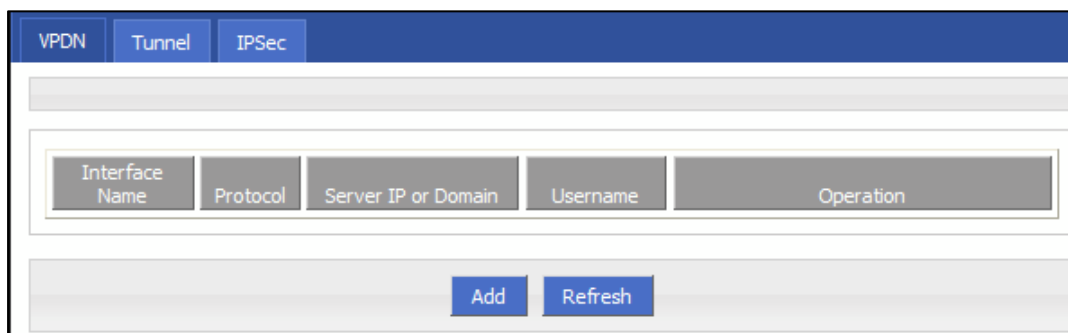 VPDN Tunnel IPSec
Interface Name Protocol Server IP or Domain Username Operation
Add Refresh